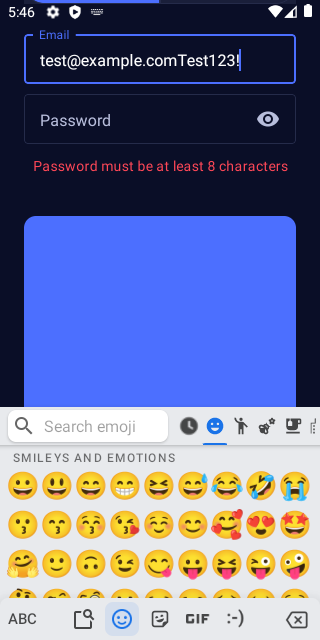 5:46
Email
test@example.comTest123!
Password
Password must be at least 8 characters
Search emoji
SMILEYS AND EMOTIONS
ABC
GIF
:-)